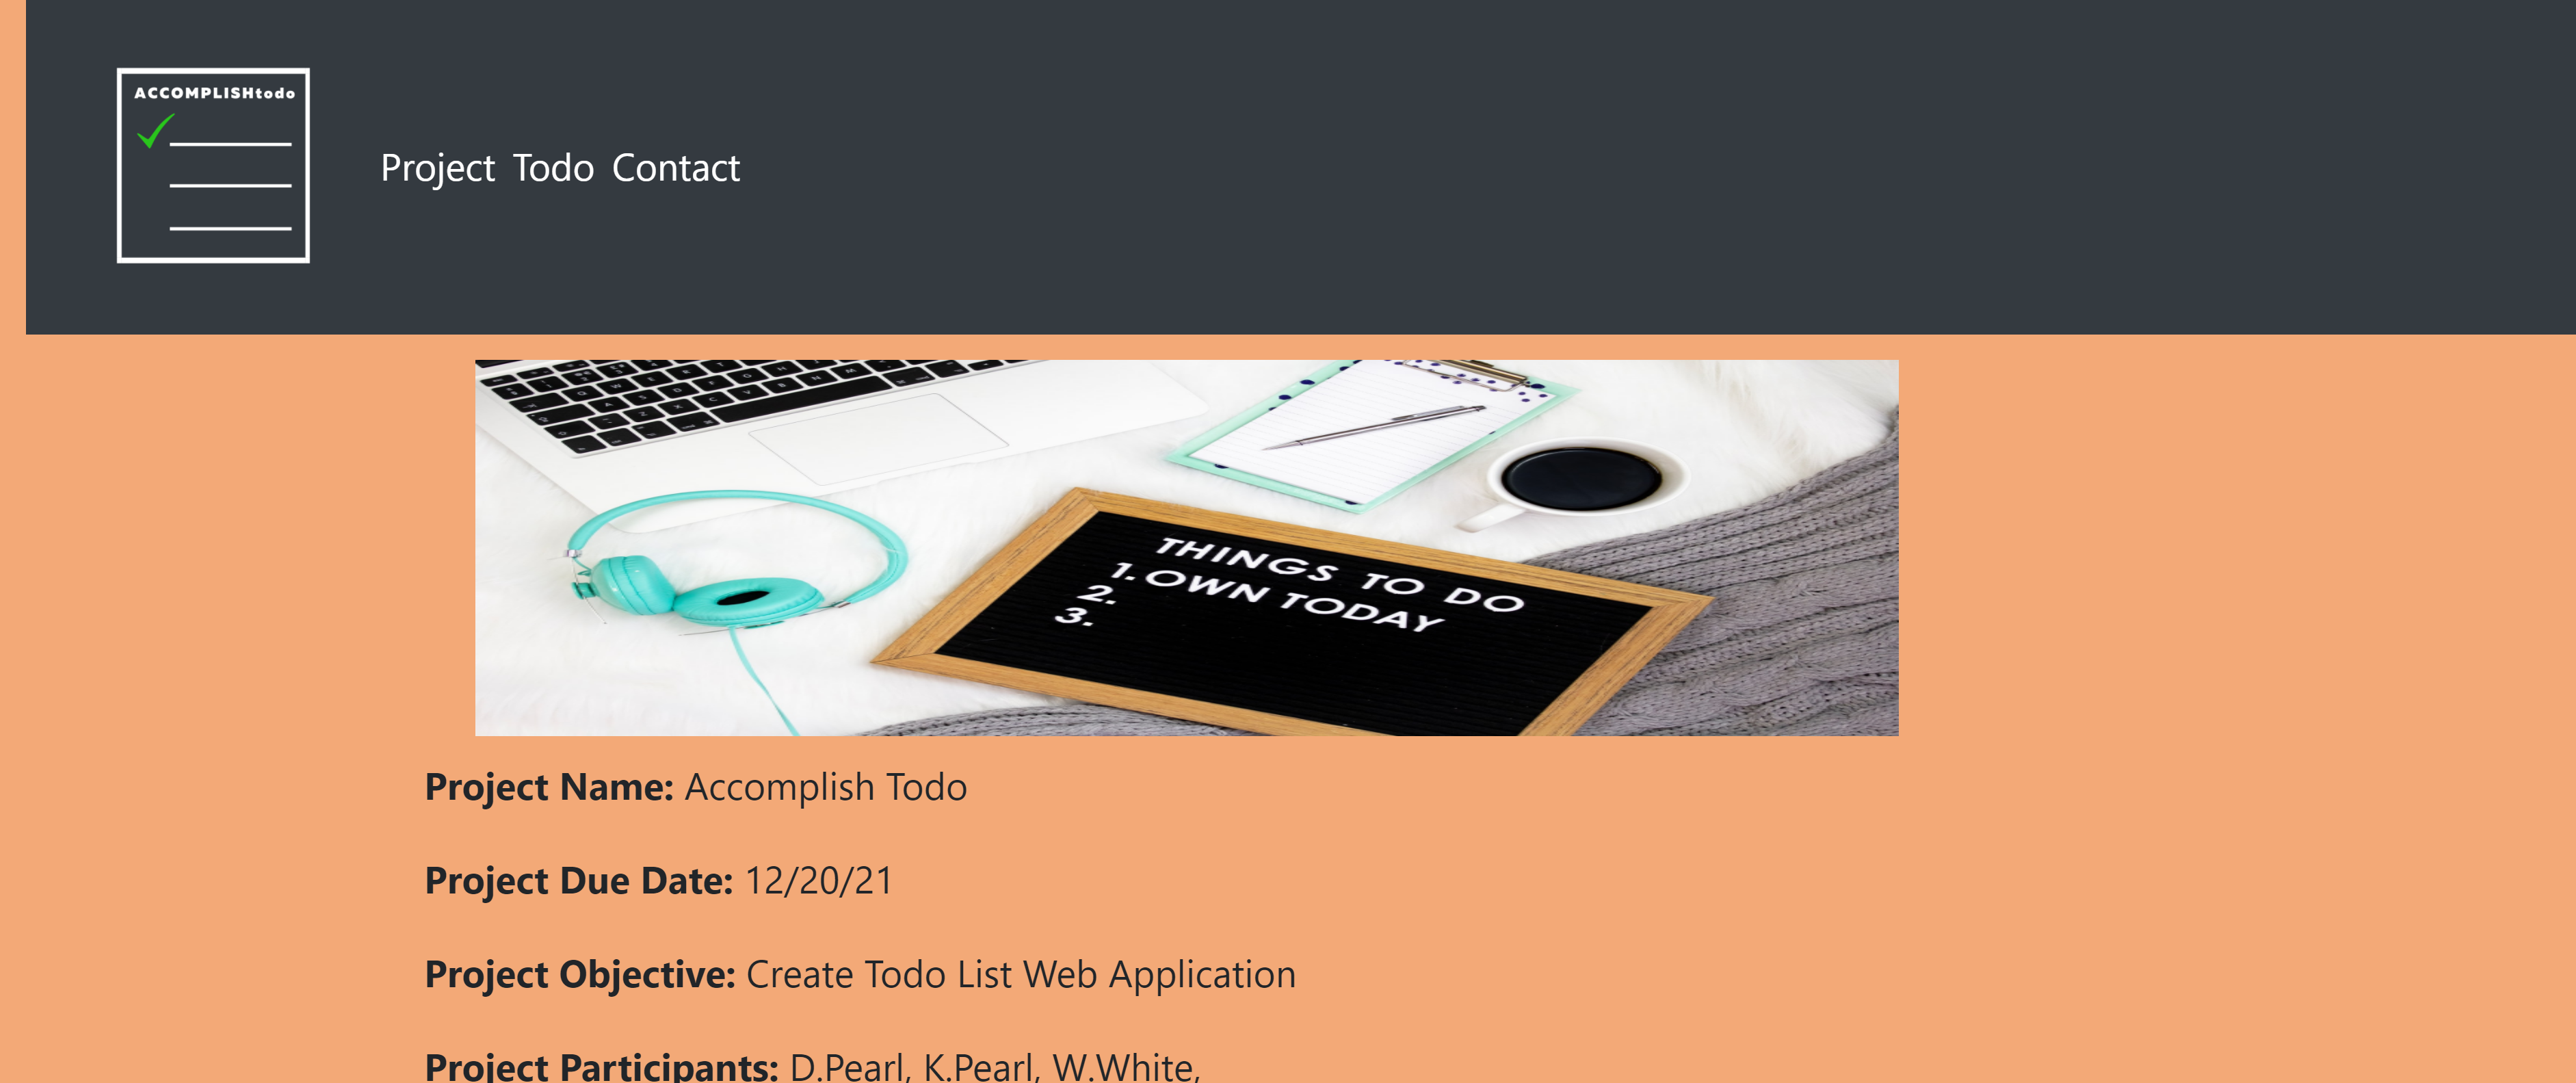 ACCOMPLISHtodo
Project Todo Contact
THINGS TO DO
1. OWN TODAY
2.
3.
Project Name: Accomplish Todo
Project Due Date: 12/20/21
Project Objective: Create Todo List Web Application
Project Participants: D.Pearl, K.Pearl, W.White,